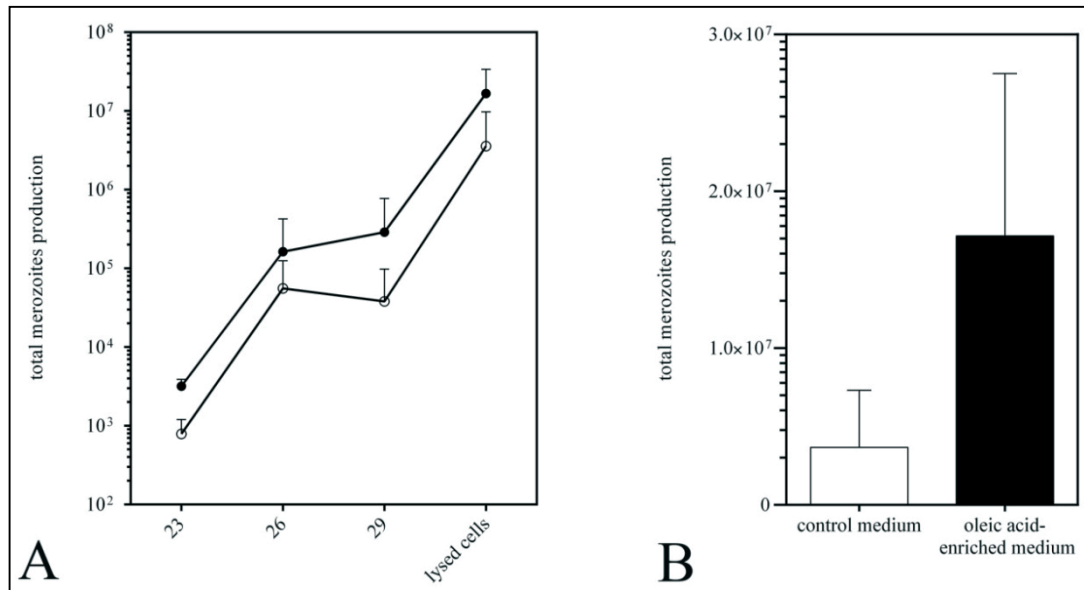 total merozoites production
10⁸
10⁷
10⁶
10⁵
10⁴
10³
10²
23
26
29
lysed cells
A
total merozoites production
3.0×10⁷
2.0×10⁷
1.0×10⁷
0
control medium
oleic acid-
enriched medium
B